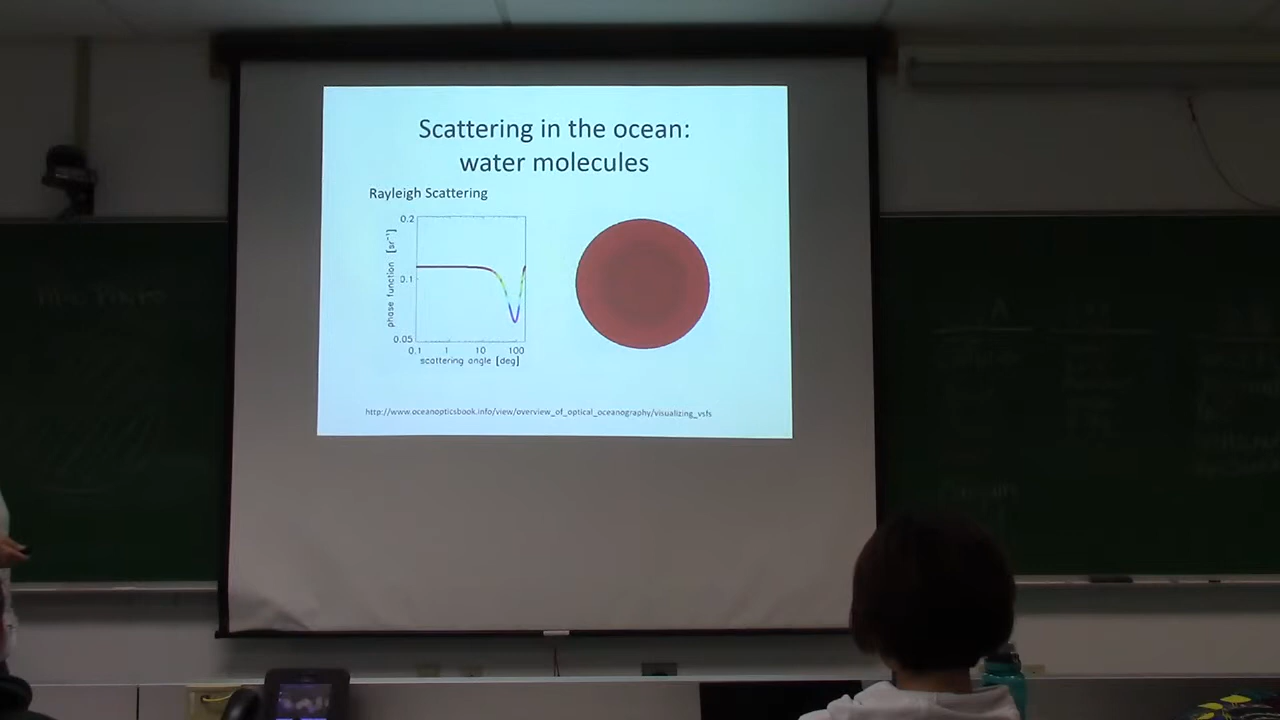 Scattering in the ocean:
water molecules
Rayleigh Scattering
0.2
0.1
0.05
phase function [sr⁻¹]
0.1 1 10 100
scattering angle [deg]
http://www.oceanopticsbook.info/view/overview_of_optical_oceanography/visualizing_vsfs